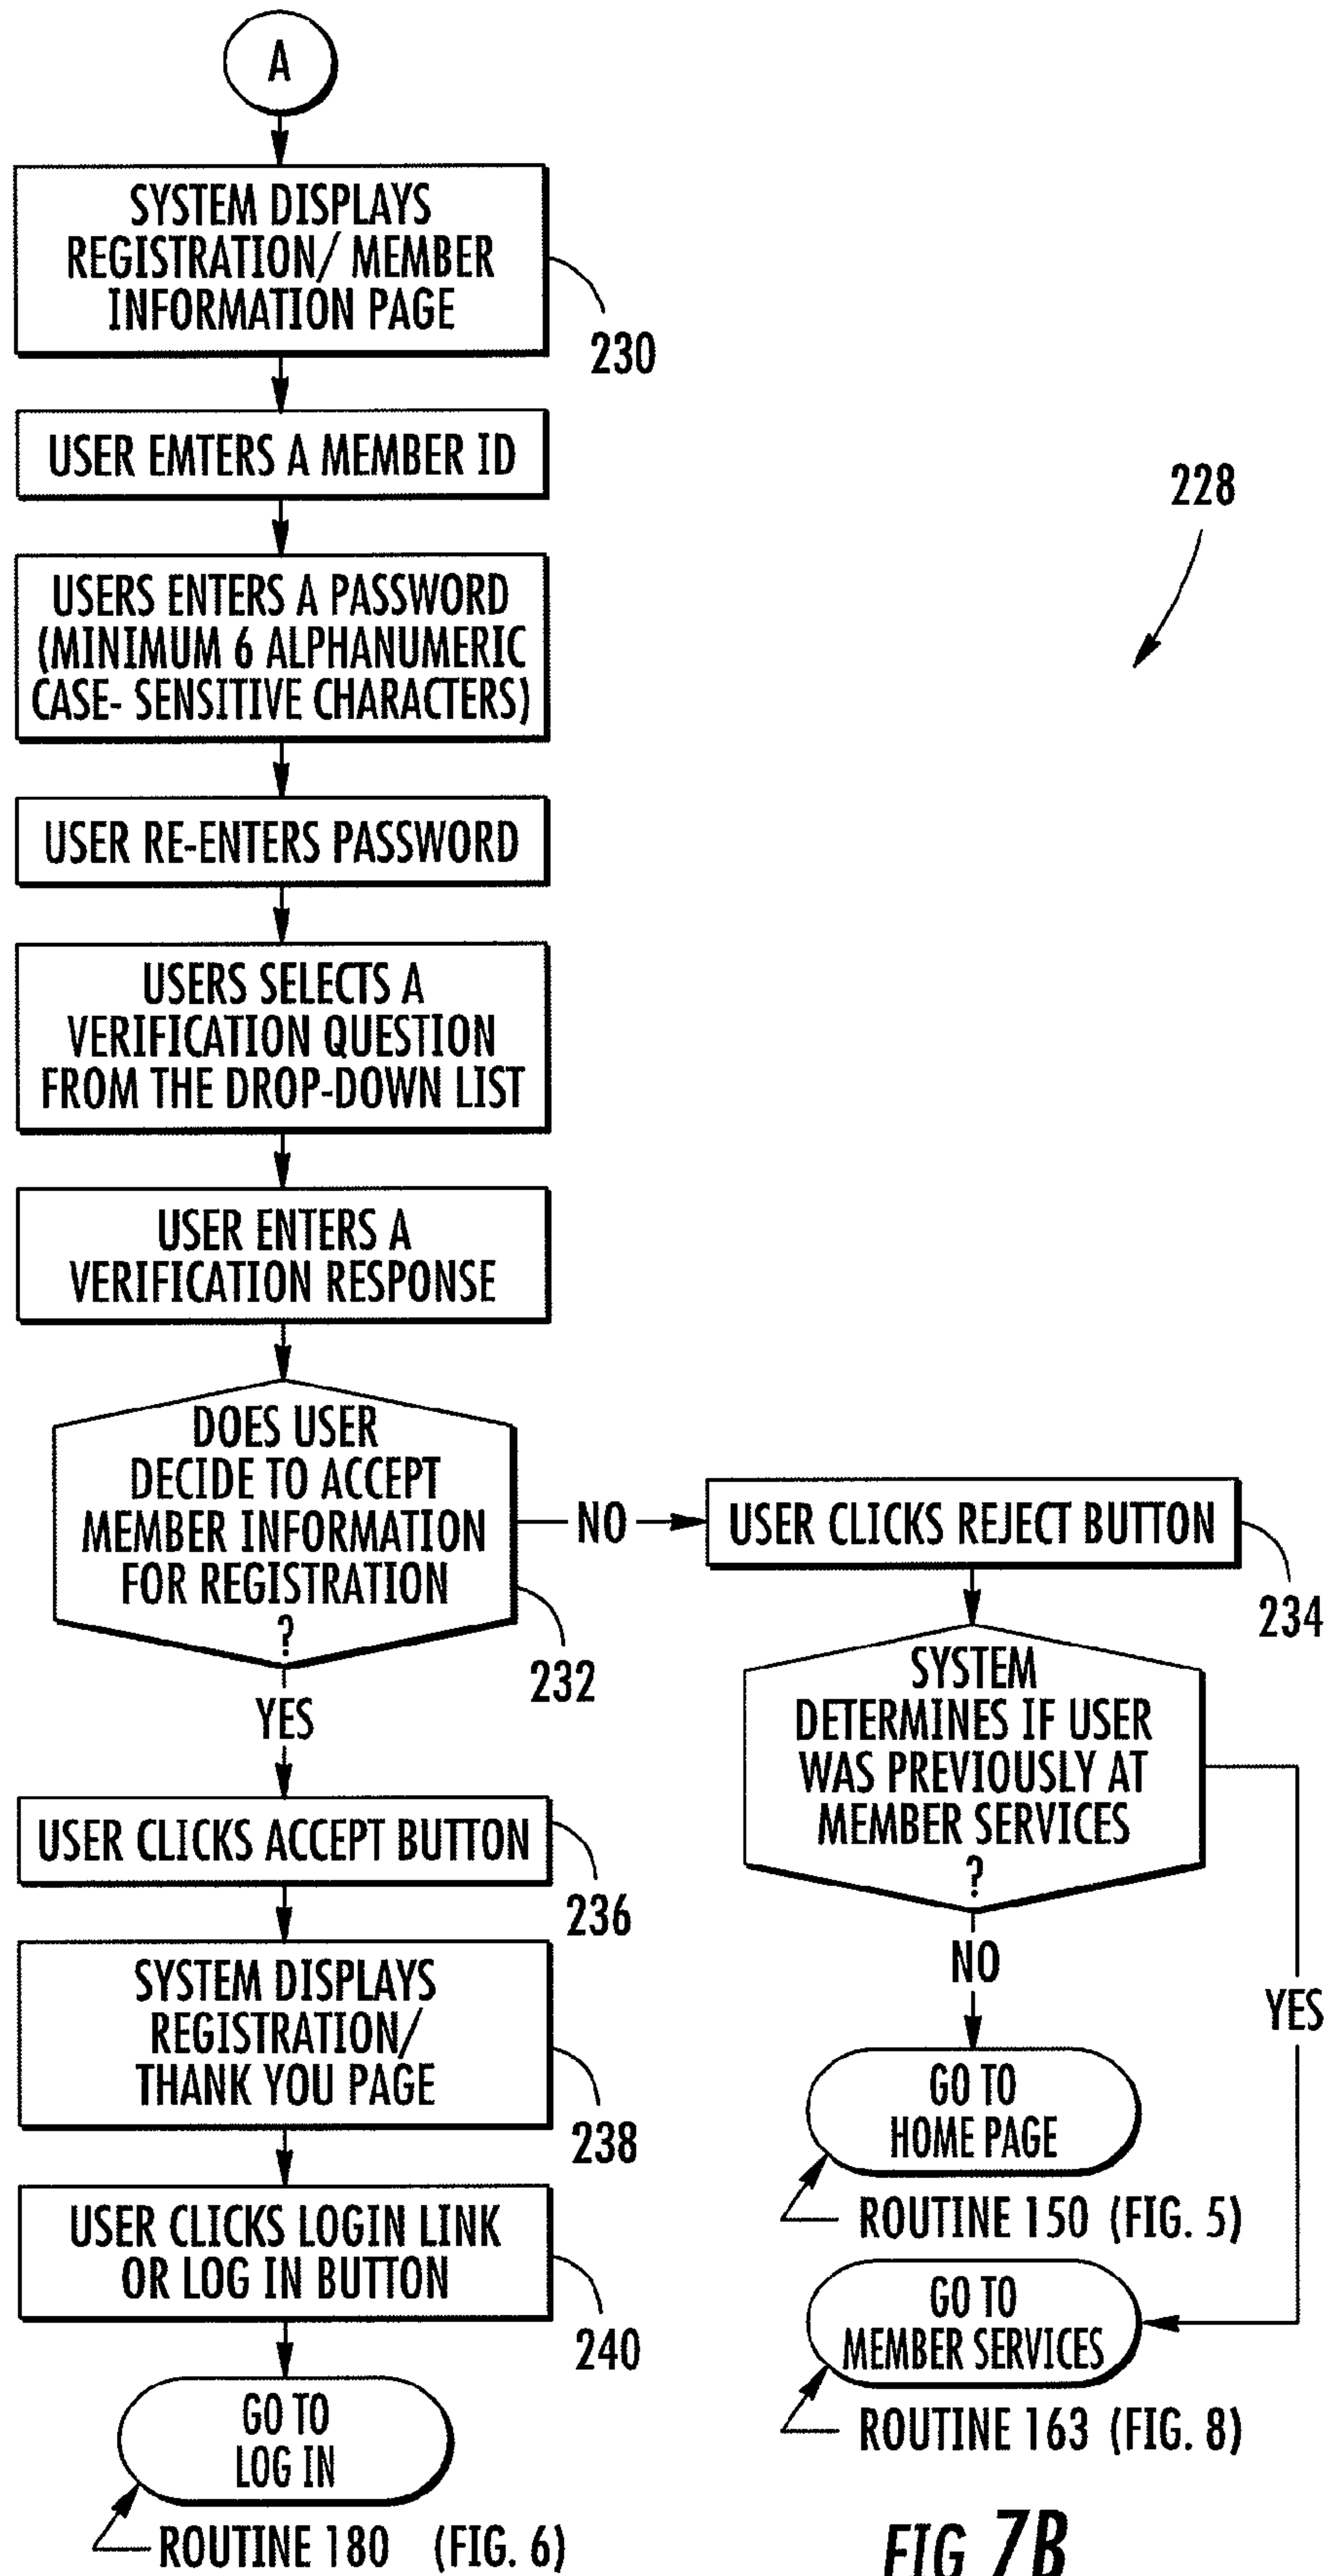 A
SYSTEM DISPLAYS
REGISTRATION/ MEMBER
INFORMATION PAGE
230
USER EMTERS A MEMBER ID
228
USERS ENTERS A PASSWORD
(MINIMUM 6 ALPHANUMERIC
CASE- SENSITIVE CHARACTERS)
USER RE-ENTERS PASSWORD
USERS SELECTS A
VERIFICATION QUESTION
FROM THE DROP-DOWN LIST
USER ENTERS A
VERIFICATION RESPONSE
DOES USER
DECIDE TO ACCEPT
MEMBER INFORMATION
FOR REGISTRATION
?
232
NO
USER CLICKS REJECT BUTTON
234
SYSTEM
DETERMINES IF USER
WAS PREVIOUSLY AT
MEMBER SERVICES
?
YES
USER CLICKS ACCEPT BUTTON
236
SYSTEM DISPLAYS
REGISTRATION/
THANK YOU PAGE
238
USER CLICKS LOGIN LINK
OR LOG IN BUTTON
240
GO TO
LOG IN
ROUTINE 180 (FIG. 6)
NO
YES
GO TO
HOME PAGE
ROUTINE 150 (FIG. 5)
GO TO
MEMBER SERVICES
ROUTINE 163 (FIG. 8)
FIG 7B